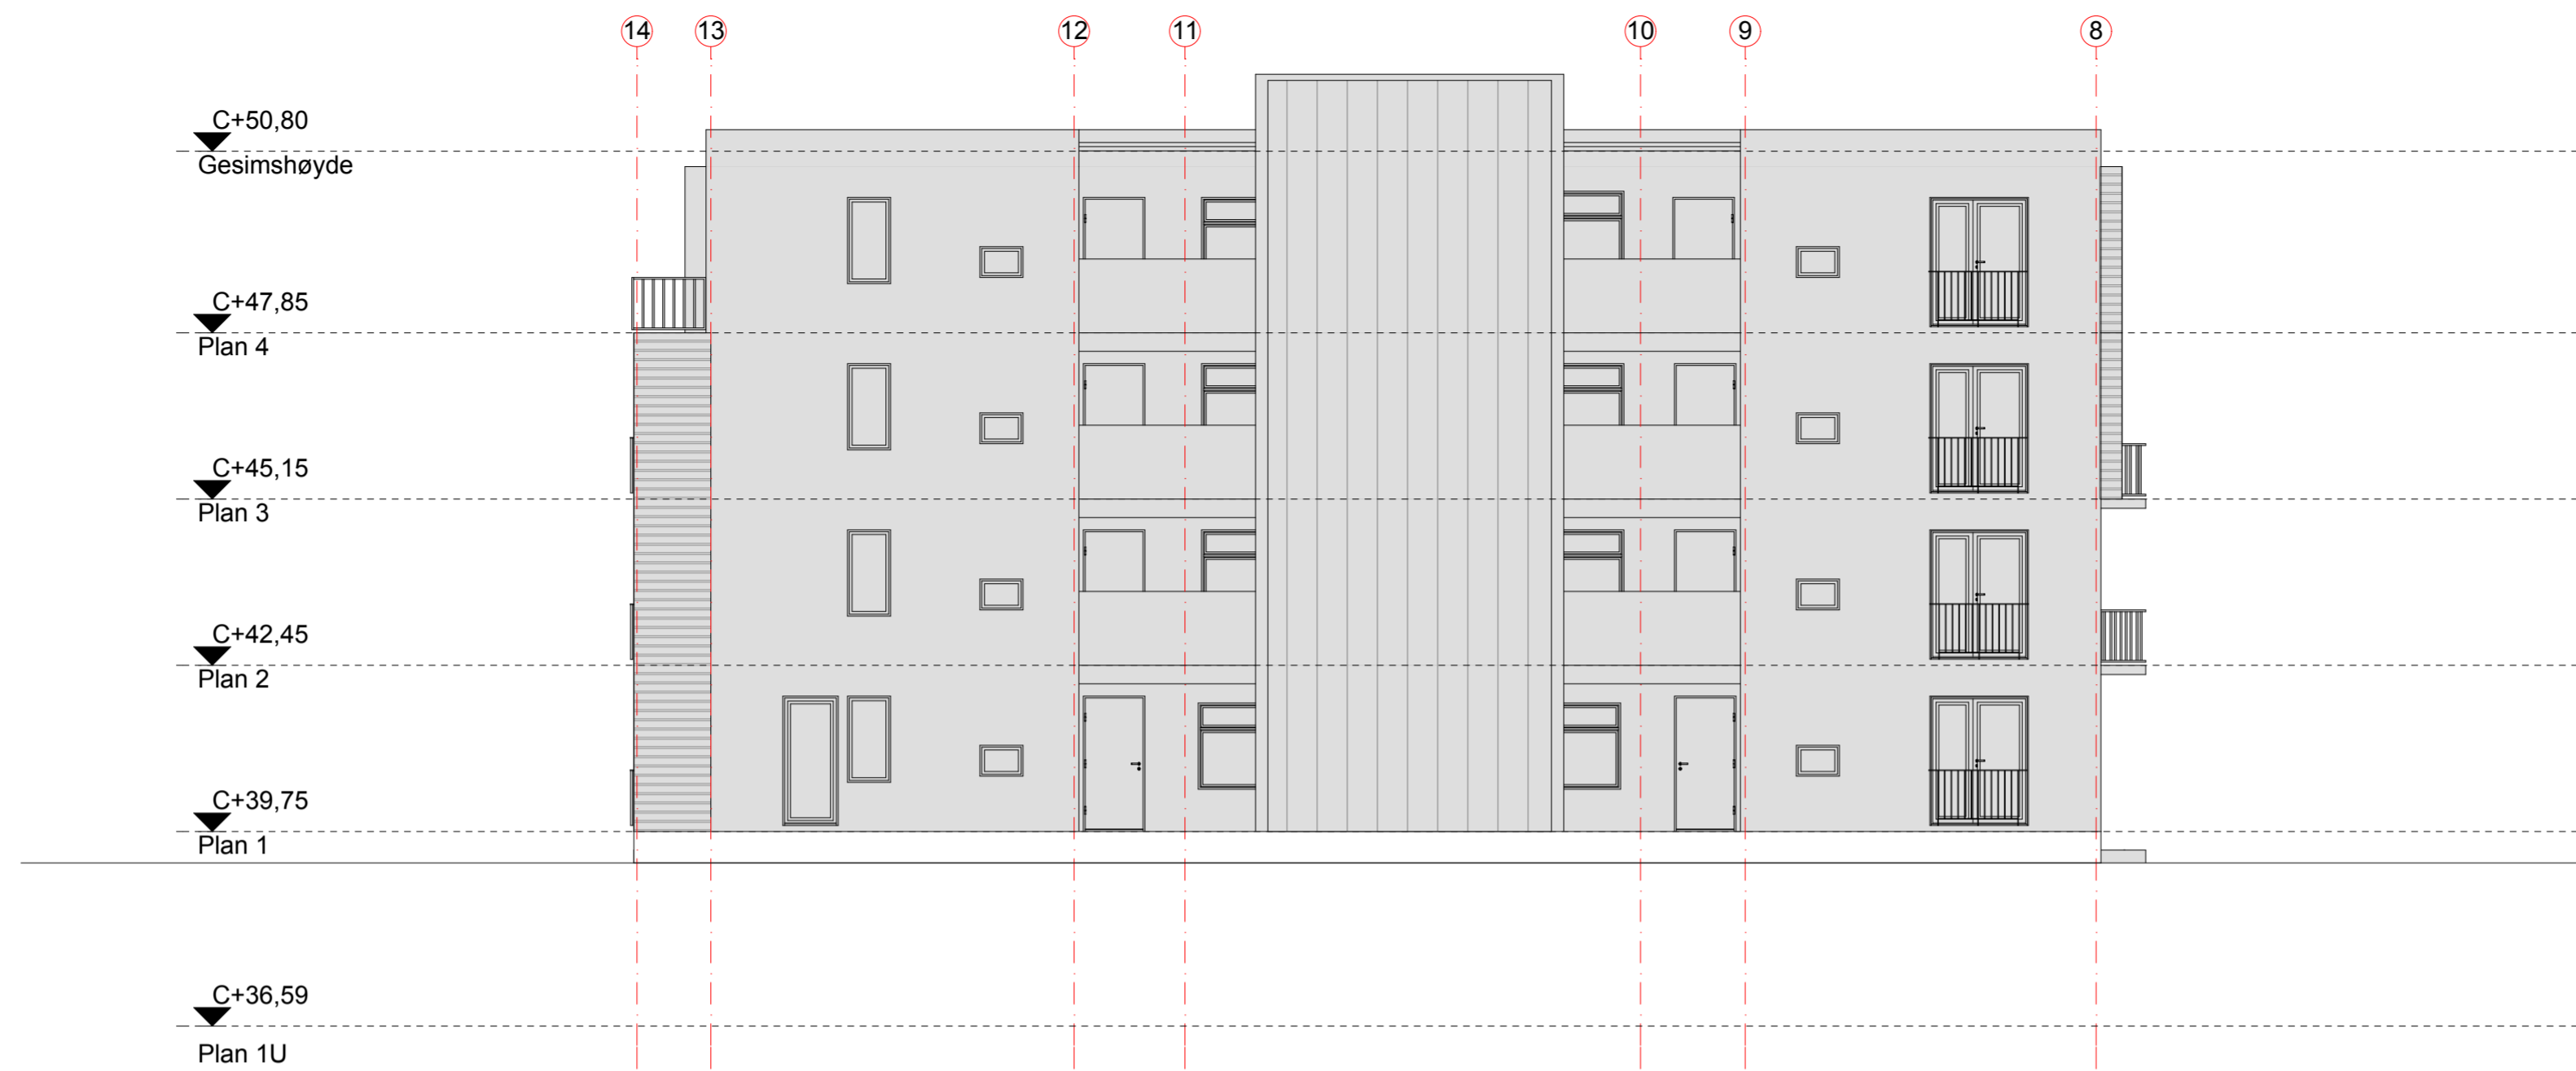 14 13 12 11 10 9 8
C+50,80
Gesimshøyde
C+47,85
Plan 4
C+45,15
Plan 3
C+42,45
Plan 2
C+39,75
Plan 1
C+36,59
Plan 1U